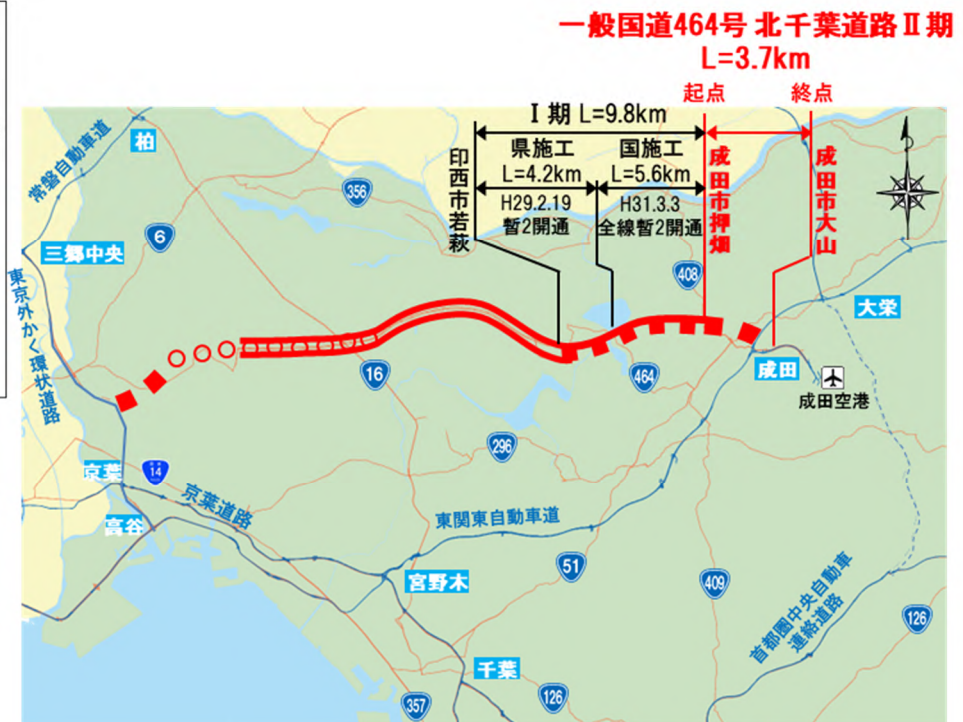 一般国道464号 北千葉道路Ⅱ期
L=3.7km
起点
終点
Ⅰ期 L=9.8km
県施工
L=4.2km
H29.2.19
暫2開通
国施工
L=5.6km
H31.3.3
全線暫2開通
印西市若萩
成田市押畑
成田市大山
柏
常磐自動車道
356
6
三郷中央
東京外かく環状道路
408
大栄
16
464
成田
成田空港
296
京葉
14
京葉道路
高谷
東関東自動車道
51
宮野木
409
首都圏中央自動車
連絡道路
126
千葉
126
357